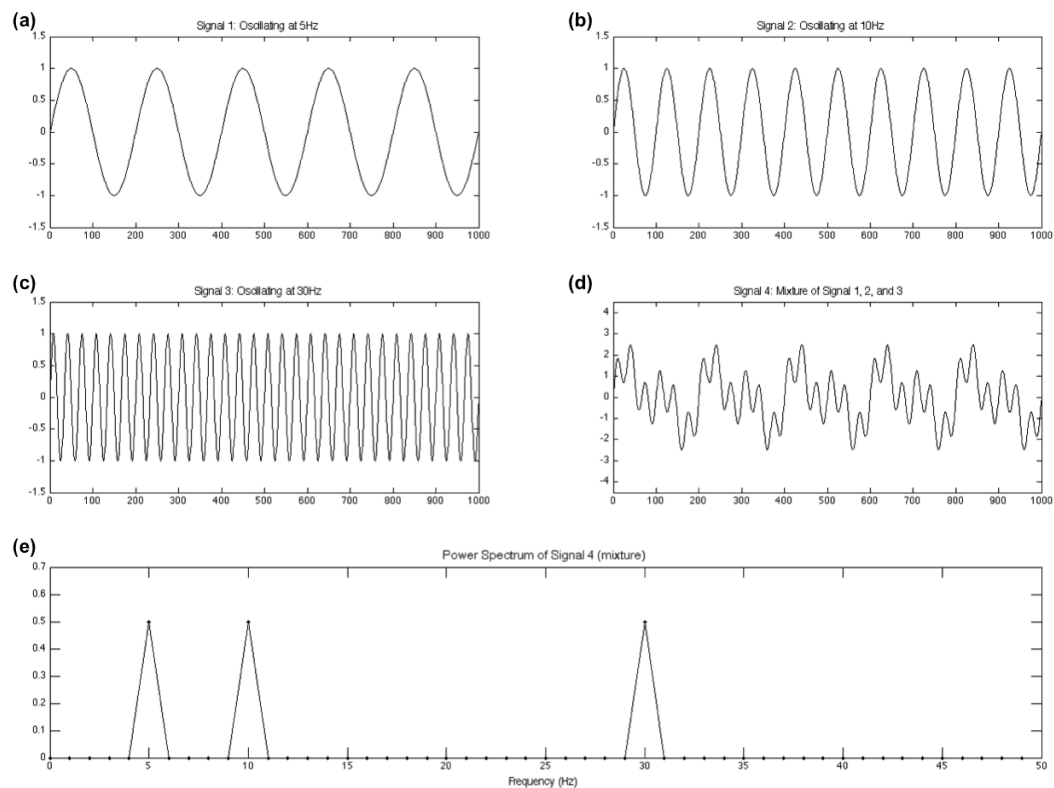 (a)
Signal 1: Oscillating at 5Hz
1.5
1
0.5
0
-0.5
-1
-1.5
0 100 200 300 400 500 600 700 800 900 1000
(b)
Signal 2: Oscillating at 10Hz
1.5
1
0.5
0
-0.5
-1
-1.5
0 100 200 300 400 500 600 700 800 900 1000
(c)
Signal 3: Oscillating at 30Hz
1.5
1
0.5
0
-0.5
-1
-1.5
0 100 200 300 400 500 600 700 800 900 1000
(d)
Signal 4: Mixture of Signal 1, 2, and 3
4
3
2
1
0
-1
-2
-3
-4
0 100 200 300 400 500 600 700 800 900 1000
(e)
Power Spectrum of Signal 4 (mixture)
0.7
0.6
0.5
0.4
0.3
0.2
0.1
0
0 5 10 15 20 25 30 35 40 45 50
Frequency (Hz)